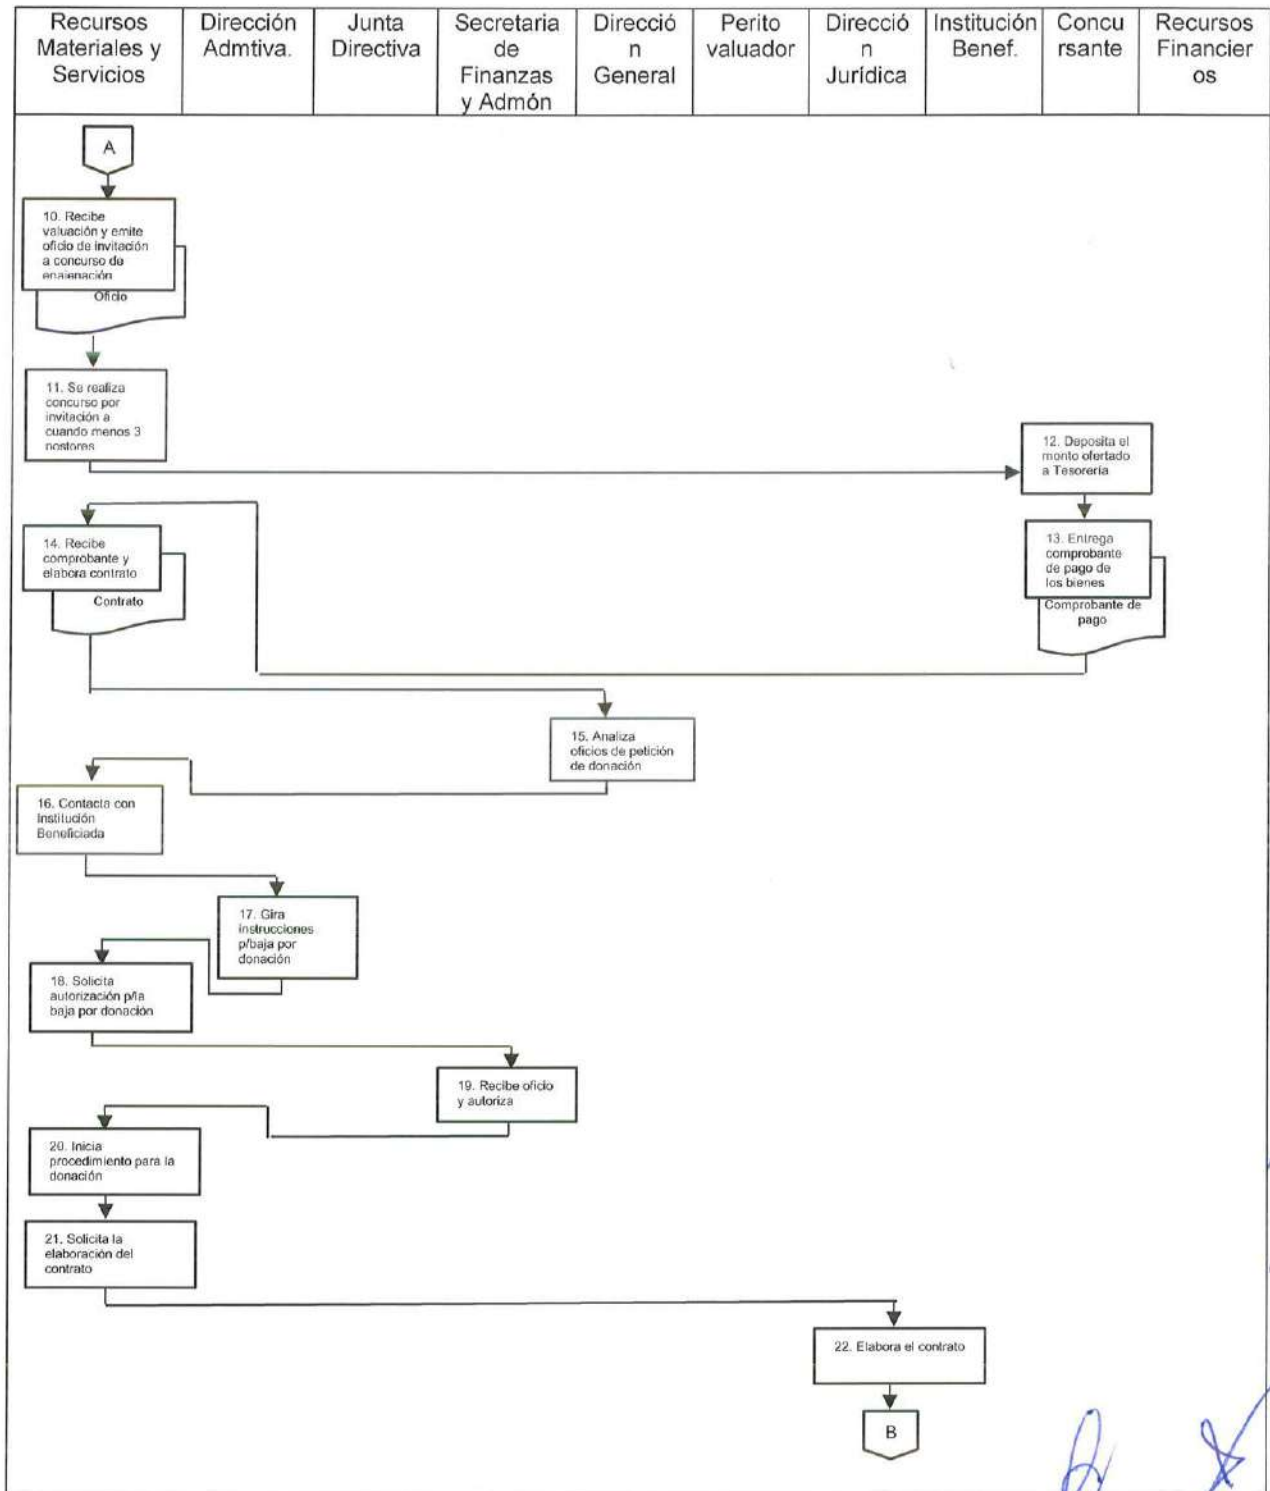 Recursos
Materiales y
Servicios
Dirección
Admtiva.
Junta
Directiva
Secretaria
de
Finanzas
y Admón
Direcció
n
General
Perito
valuador
Direcció
n
Jurídica
Institución
Benef.
Concu
rsante
Recursos
Financier
os
A
10. Recibe
valuación y emite
oficio de invitación
a concurso de
enajenación
Oficio
11. Se realiza
concurso por
invitación a
cuando menos 3
postores
12. Deposita el
monto ofertado
a Tesorería
13. Entrega
comprobante
de pago de
los bienes
Comprobante de
pago
14. Recibe
comprobante y
elabora contrato
Contrato
15. Analiza
oficios de petición
de donación
16. Contacta con
Institución
Beneficiada
17. Gira
instrucciones
p/baja por
donación
18. Solicita
autorización p/la
baja por donación
19. Recibe oficio
y autoriza
20. Inicia
procedimiento para la
donación
21. Solicita la
elaboración del
contrato
22. Elabora el contrato
B